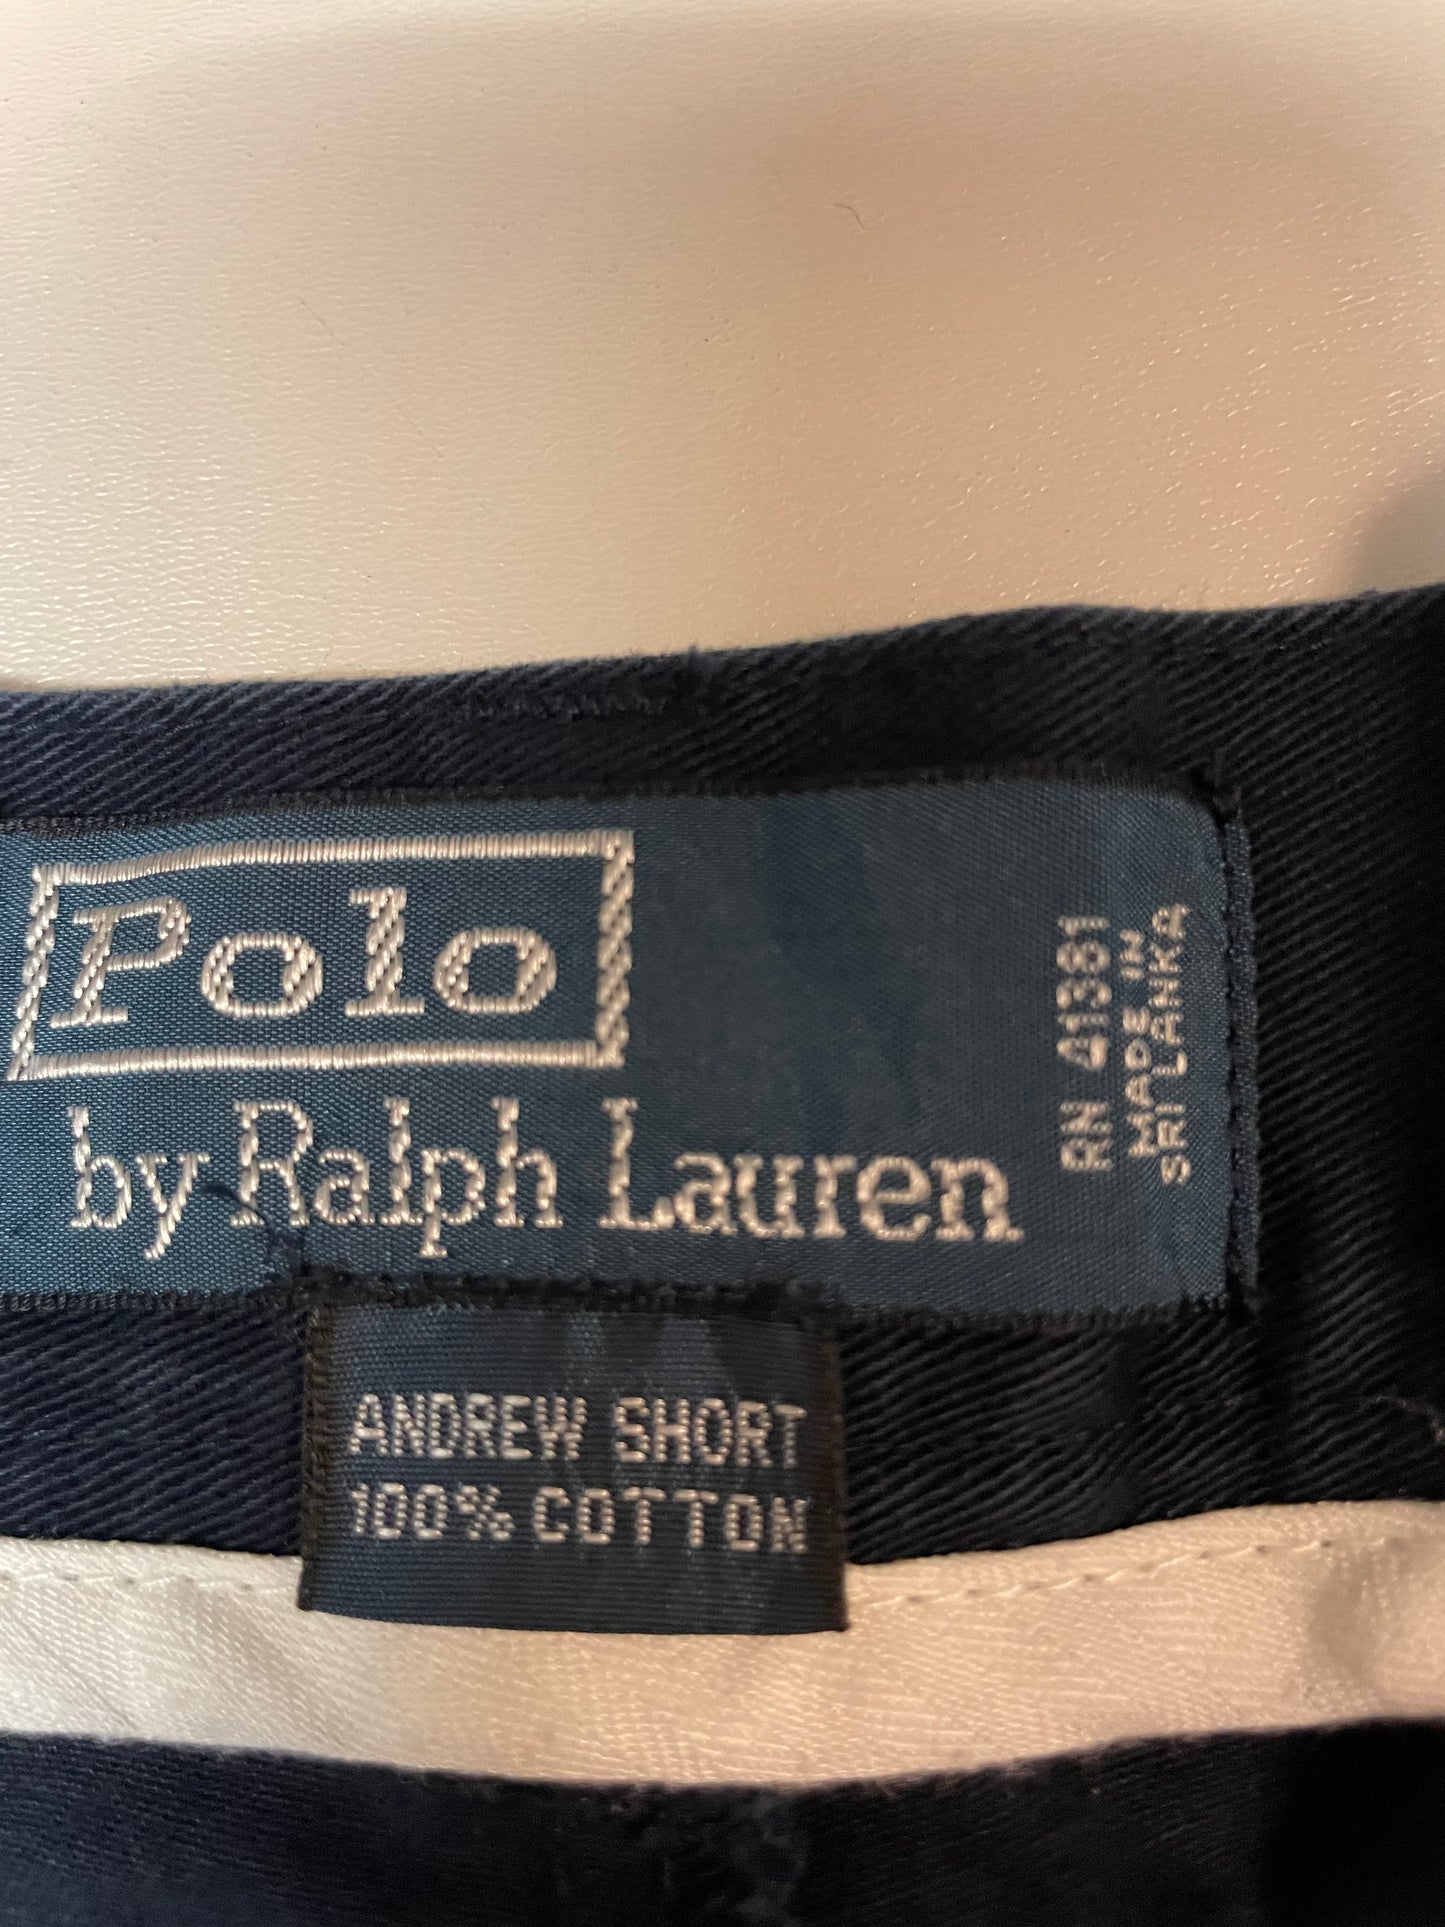 Polo
by Ralph Lauren
RN 41381
MADE IN
SRI LANKA
ANDREW SHORT
100% COTTON